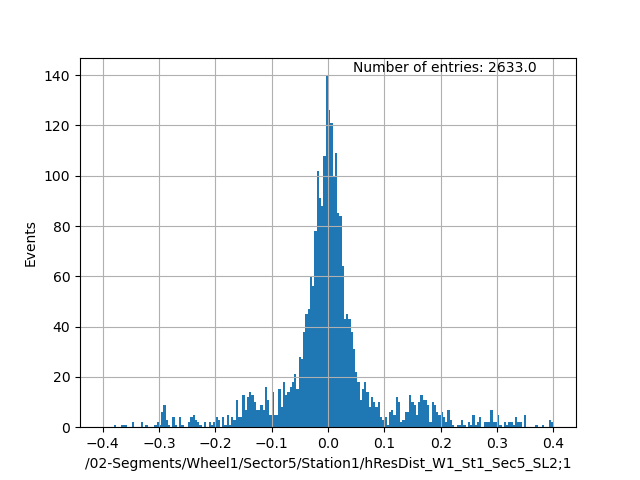 Number of entries: 2633.0
140
120
100
80
60
40
20
0
Events
−0.4 −0.3 −0.2 −0.1 0.0 0.1 0.2 0.3 0.4
/02-Segments/Wheel1/Sector5/Station1/hResDist_W1_St1_Sec5_SL2;1